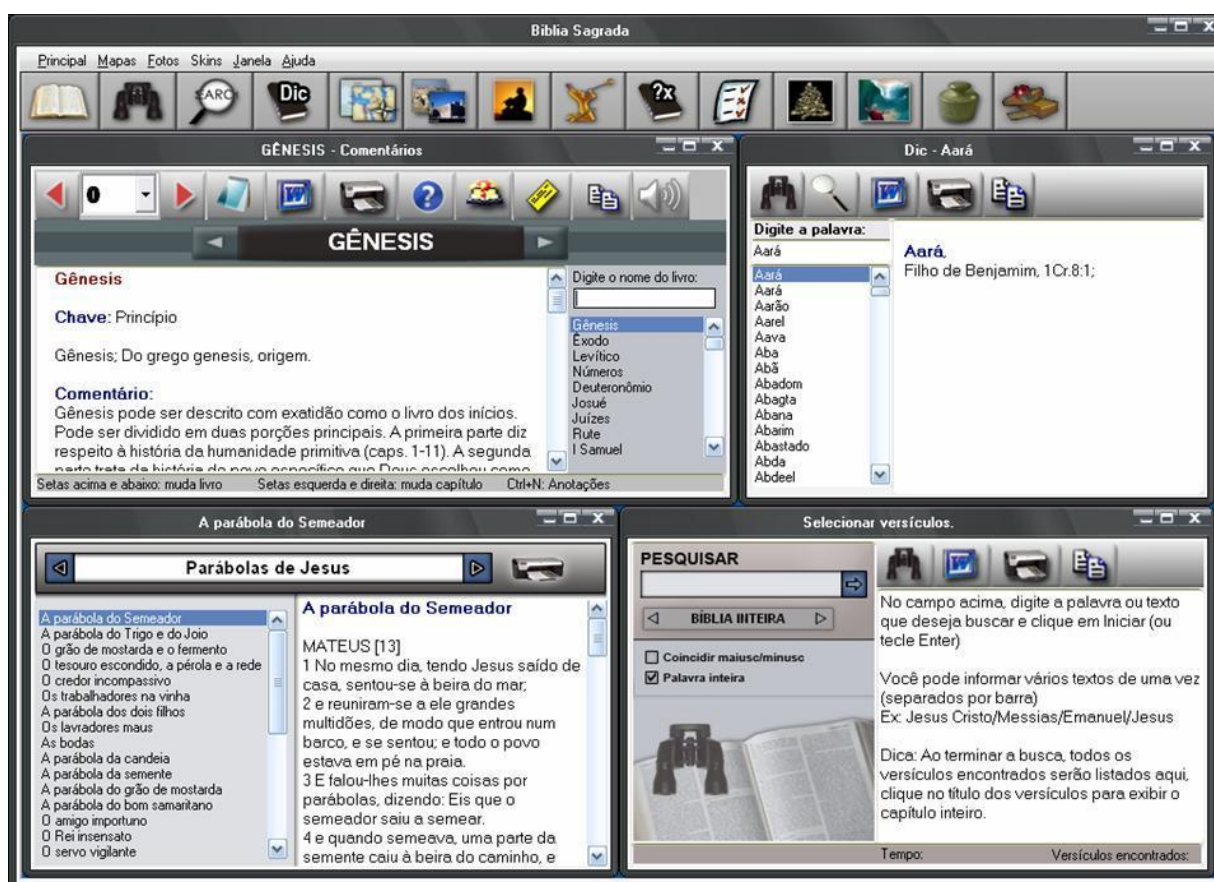 Biblia Sagrada
Principal Mapas Fotos Skins Janela Ajuda
ARC
Dic
?x
GÊNESIS - Comentários
0
W
?
GÊNESIS
Gênesis
Chave: Princípio
Gênesis; Do grego genesis, origem.
Comentário:
Gênesis pode ser descrito com exatidão como o livro dos inícios.
Pode ser dividido em duas porções principais. A primeira parte diz
respeito à história da humanidade primitiva (caps. 1-11). A segunda
parte trata da história do povo específico que Deus escolheu como
Digite o nome do livro:
Gênesis
Êxodo
Levítico
Números
Deuteronômio
Josué
Juízes
Rute
I Samuel
Setas acima e abaixo: muda livro Setas esquerda e direita: muda capítulo Ctrl+N: Anotações
Dic - Aará
W
Digite a palavra:
Aará
Aará
Aará
Aarão
Aarel
Aava
Aba
Abã
Abadom
Abagta
Abana
Abarim
Abastado
Abda
Abdeel
Aará,
Filho de Benjamim, 1Cr.8:1;
A parábola do Semeador
Parábolas de Jesus
A parábola do Semeador
A parábola do Trigo e do Joio
O grão de mostarda e o fermento
O tesouro escondido, a pérola e a rede
O credor incompassivo
Os trabalhadores na vinha
A parábola dos dois filhos
Os lavradores maus
As bodas
A parábola da candeia
A parábola da semente
A parábola do grão de mostarda
A parábola do bom samaritano
O amigo importuno
O Rei insensato
O servo vigilante
A parábola do Semeador
MATEUS [13]
1 No mesmo dia, tendo Jesus saído de
casa, sentou-se à beira do mar;
2 e reuniram-se a ele grandes
multidões, de modo que entrou num
barco, e se sentou; e todo o povo
estava em pé na praia.
3 E falou-lhes muitas coisas por
parábolas, dizendo: Eis que o
semeador saiu a semear.
4 e quando semeava, uma parte da
semente caiu à beira do caminho, e
Selecionar versículos.
PESQUISAR
BÍBLIA INTEIRA
Coincidir maiusc/minusc
Palavra inteira
W
No campo acima, digite a palavra ou texto
que deseja buscar e clique em Iniciar (ou
tecle Enter)
Você pode informar vários textos de uma vez
(separados por barra)
Ex: Jesus Cristo/Messias/Emanuel/Jesus
Dica: Ao terminar a busca, todos os
versículos encontrados serão listados aqui,
clique no título dos versículos para exibir o
capítulo inteiro.
Tempo: Versículos encontrados: